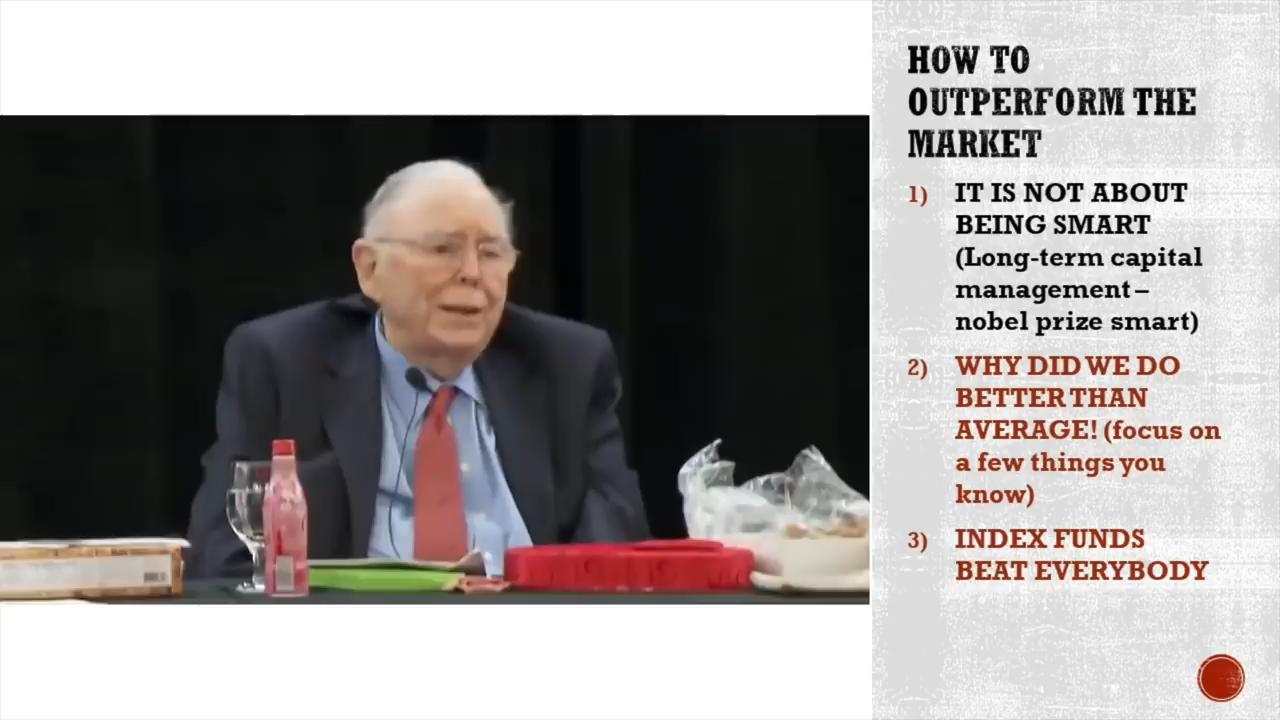 HOW TO
OUTPERFORM THE
MARKET
1) IT IS NOT ABOUT
BEING SMART
(Long-term capital
management –
nobel prize smart)
2) WHY DID WE DO
BETTER THAN
AVERAGE! (focus on
a few things you
know)
3) INDEX FUNDS
BEAT EVERYBODY